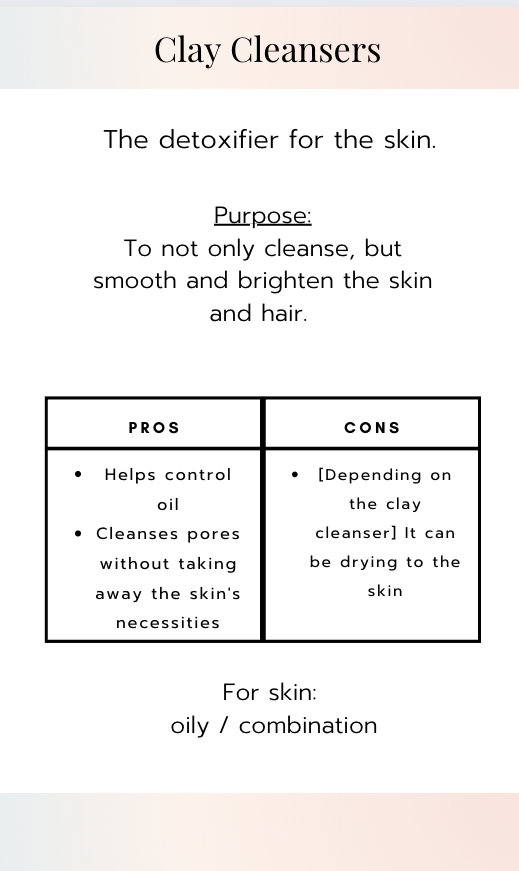 Clay Cleansers
The detoxifier for the skin.
Purpose:
To not only cleanse, but
smooth and brighten the skin
and hair.
PROS
CONS
• Helps control
oil
• Cleanses pores
without taking
away the skin's
necessities
• [Depending on
the clay
cleanser] It can
be drying to the
skin
For skin:
oily / combination